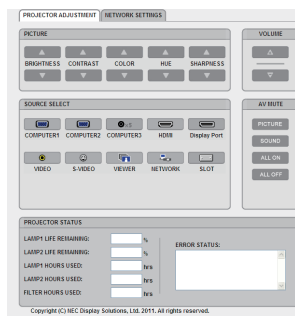 PROJECTOR ADJUSTMENT NETWORK SETTINGS
PICTURE
BRIGHTNESS CONTRAST COLOR HUE SHARPNESS
VOLUME
SOURCE SELECT
COMPUTER1 COMPUTER2 COMPUTER3 HDMI Display Port
VIDEO S-VIDEO VIEWER NETWORK SLOT
AV MUTE
PICTURE
SOUND
ALL ON
ALL OFF
PROJECTOR STATUS
LAMP1 LIFE REMAINING: %
LAMP2 LIFE REMAINING: %
LAMP1 HOURS USED: hrs
LAMP2 HOURS USED: hrs
FILTER HOURS USED: hrs
ERROR STATUS:
Copyright (C) NEC Display Solutions, Ltd. 2011. All rights reserved.